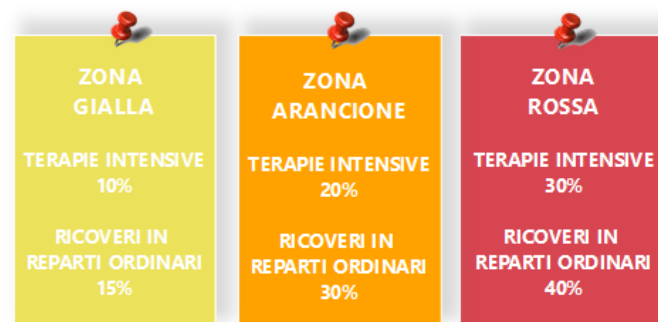 ZONA
GIALLA
TERAPIE INTENSIVE
10%
RICOVERI IN
REPARTI ORDINARI
15%
ZONA
ARANCIONE
TERAPIE INTENSIVE
20%
RICOVERI IN
REPARTI ORDINARI
30%
ZONA
ROSSA
TERAPIE INTENSIVE
30%
RICOVERI IN
REPARTI ORDINARI
40%